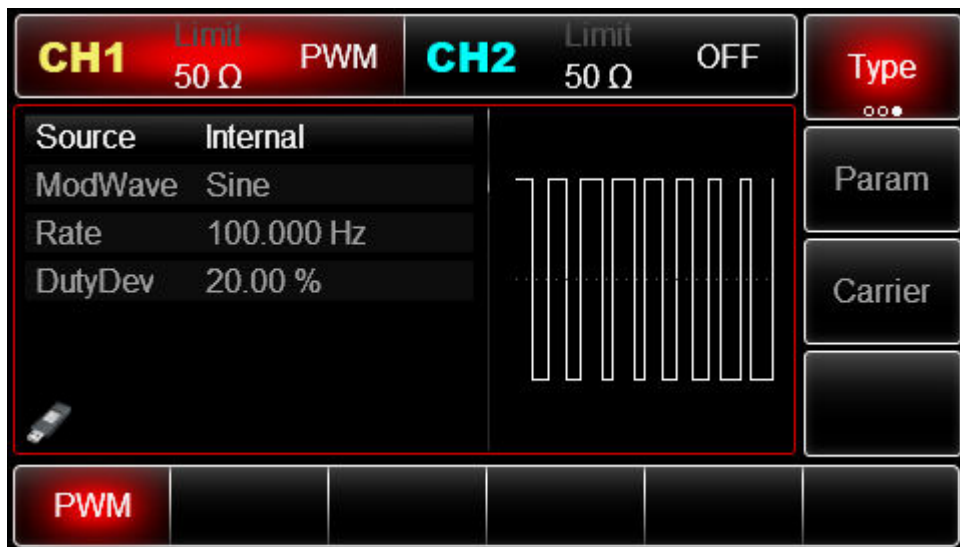 CH1 Limit 50 Ω PWM CH2 Limit 50 Ω OFF Type
Source Internal
ModWave Sine
Rate 100.000 Hz
DutyDev 20.00 %
Param
Carrier
PWM